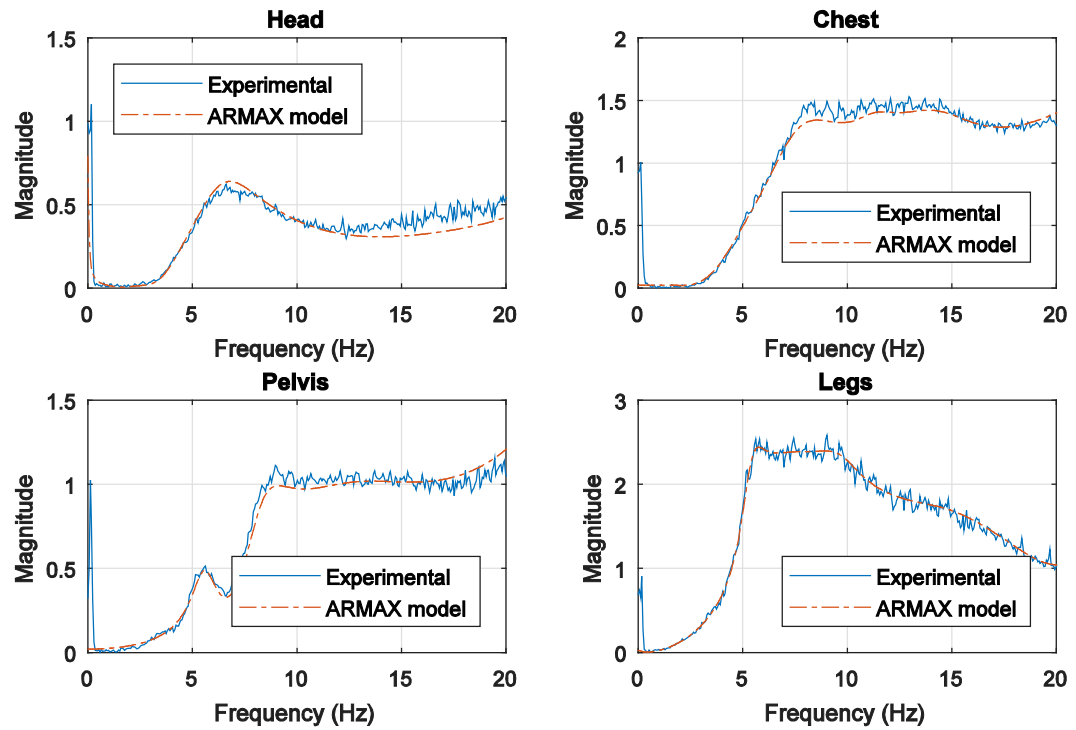 Head
1.5
1
0.5
0
Magnitude
Experimental
ARMAX model
0 5 10 15 20
Frequency (Hz)
Chest
2
1.5
1
0.5
0
Magnitude
Experimental
ARMAX model
0 5 10 15 20
Frequency (Hz)
Pelvis
1.5
1
0.5
0
Magnitude
Experimental
ARMAX model
0 5 10 15 20
Frequency (Hz)
Legs
3
2
1
0
Magnitude
Experimental
ARMAX model
0 5 10 15 20
Frequency (Hz)